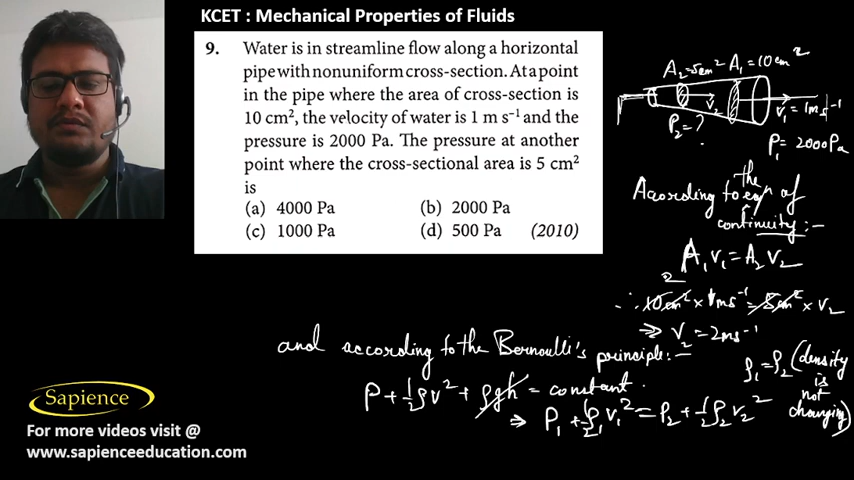 KCET : Mechanical Properties of Fluids
9. Water is in streamline flow along a horizontal
pipe with nonuniform cross-section. At a point
in the pipe where the area of cross-section is
10 cm², the velocity of water is 1 m s⁻¹ and the
pressure is 2000 Pa. The pressure at another
point where the cross-sectional area is 5 cm²
is
(a) 4000 Pa (b) 2000 Pa
(c) 1000 Pa (d) 500 Pa (2010)
A₂=5cm² A₁=10cm²
v₂ v₁=1ms⁻¹
P₂=?
P₁=2000Pa
According to the eqn of
continuity:-
A₁v₁=A₂v₂
2
∴ 10cm²×1ms⁻¹=5cm²×v₂
⇒ v₂=2ms⁻¹
and according to the Bernoulli's principle:-
ρ₁=ρ₂ (density
is
not
changing)
P+½ρv²+ρgh=constant.
⇒ P₁+½ρ₁v₁²=P₂+½ρ₂v₂²
Sapience
For more videos visit @
www.sapienceeducation.com